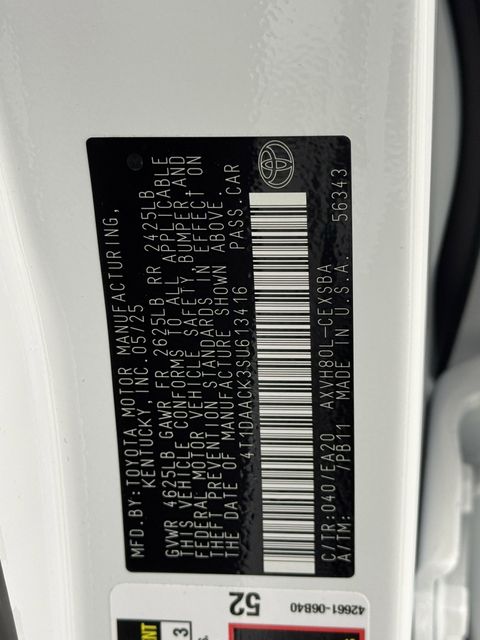 MFD.BY:TOYOTA MOTOR MANUFACTURING,
KENTUCKY, INC. 05/25
GVWR 4625LB GAWR FR 2625LB RR 2425LB
THIS VEHICLE CONFORMS TO ALL APPLICABLE
FEDERAL MOTOR VEHICLE SAFETY, BUMPER AND
THEFT PREVENTION STANDARDS IN EFFECT ON
THE DATE OF MANUFACTURE SHOWN ABOVE.
4T1DAACK3SU613416 PASS.CAR
C/TR:040/EA20 AXVH80L-CEXSBA
A/TM: /PB11 MADE IN U.S.A. 56343
52
42661-06B40
3